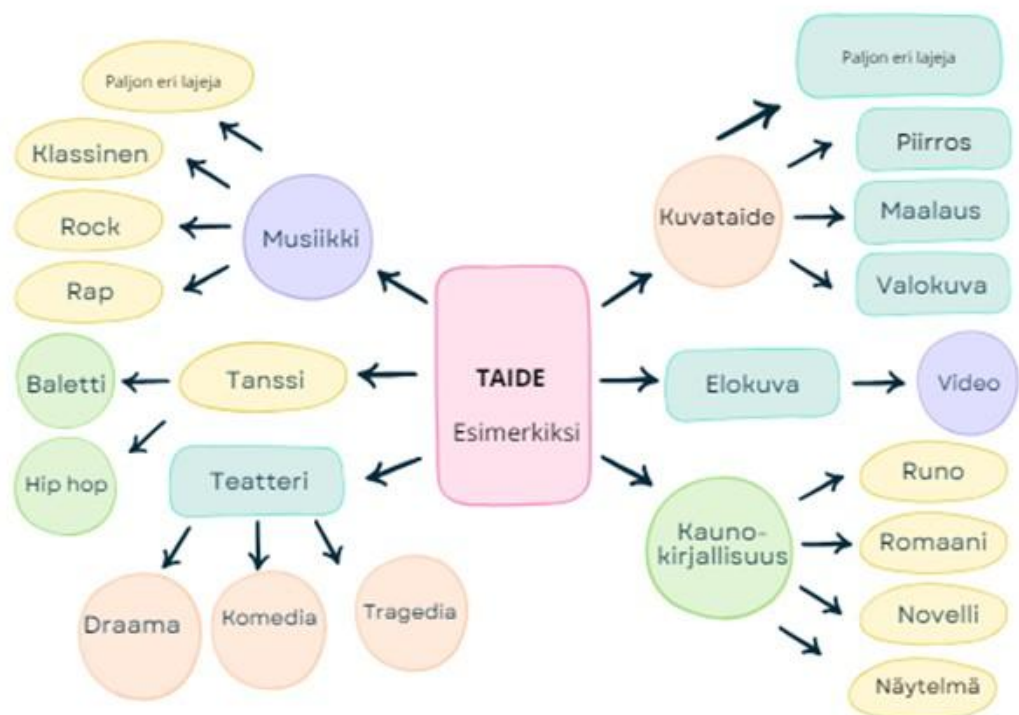 Paljon eri lajeja
Klassinen
Rock
Rap
Musiikki
Baletti
Hip hop
Tanssi
Teatteri
Draama
Komedia
Tragedia
TAIDE
Esimerkiksi
Kuvataide
Paljon eri lajeja
Piirros
Maalaus
Valokuva
Elokuva
Video
Kauno-
kirjallisuus
Runo
Romaani
Novelli
Näytelmä